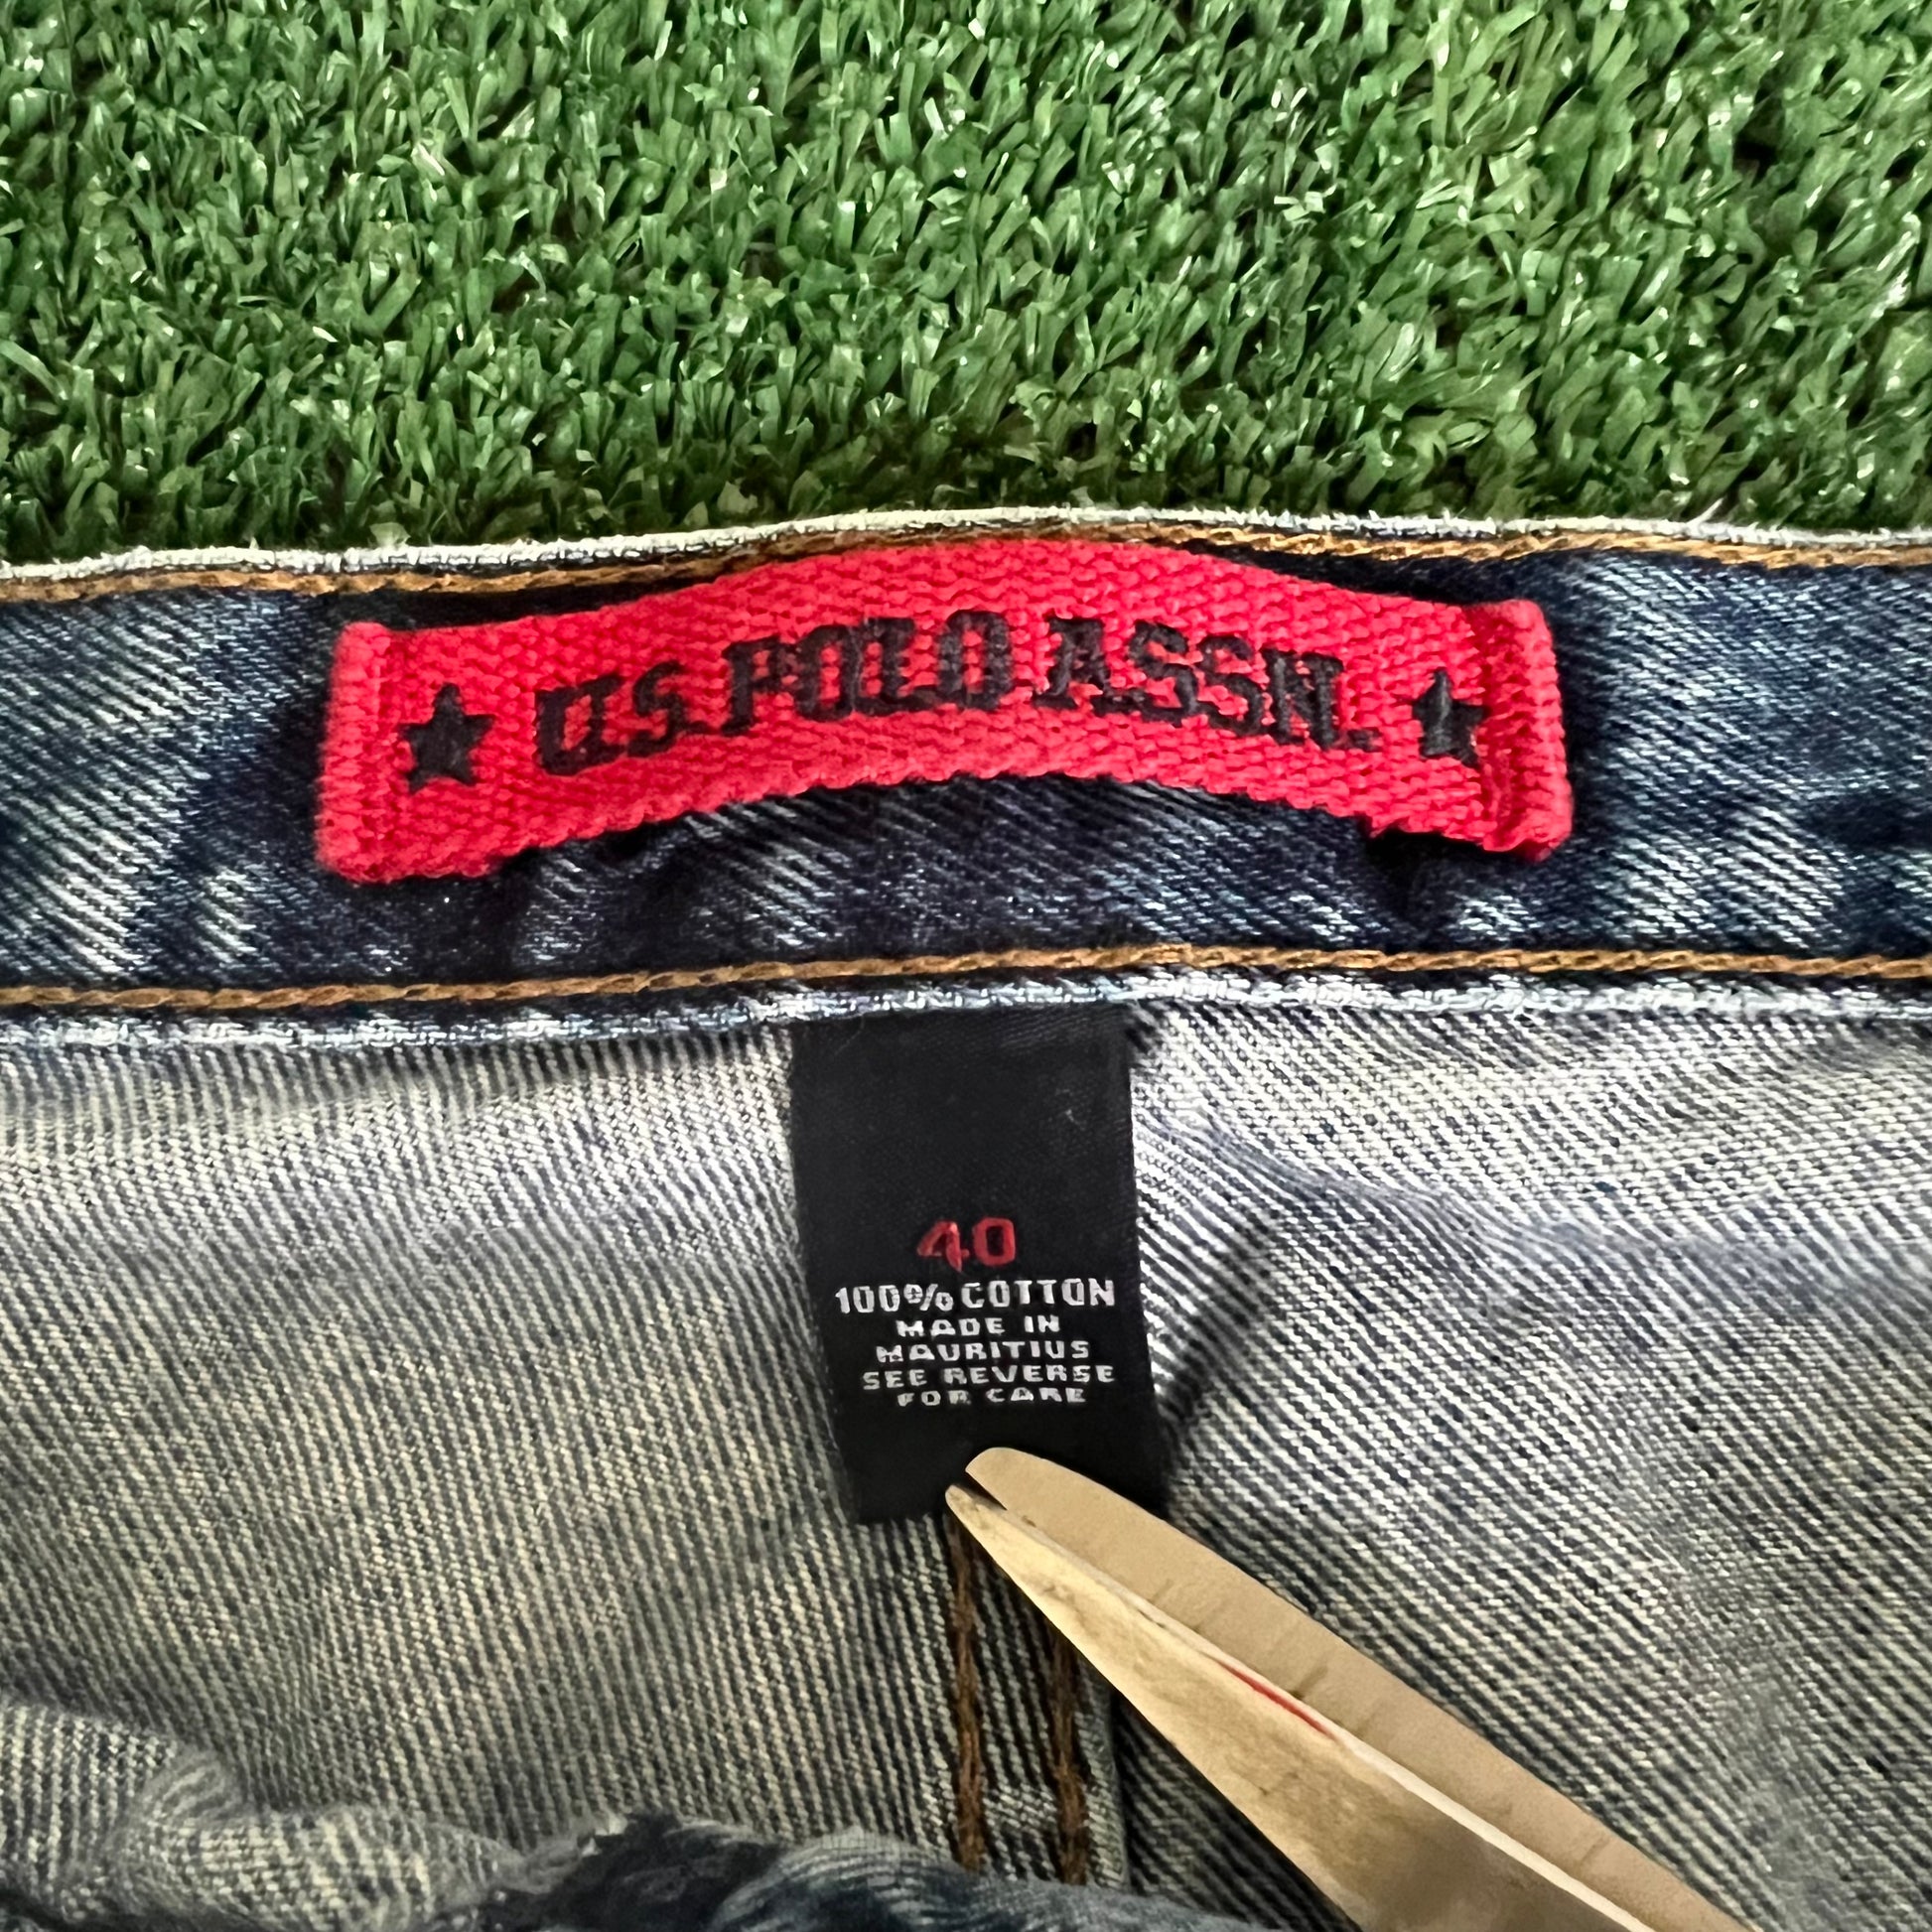 U.S. POLO ASSN.
40
100% COTTON
MADE IN
MAURITIUS
SEE REVERSE
FOR CARE